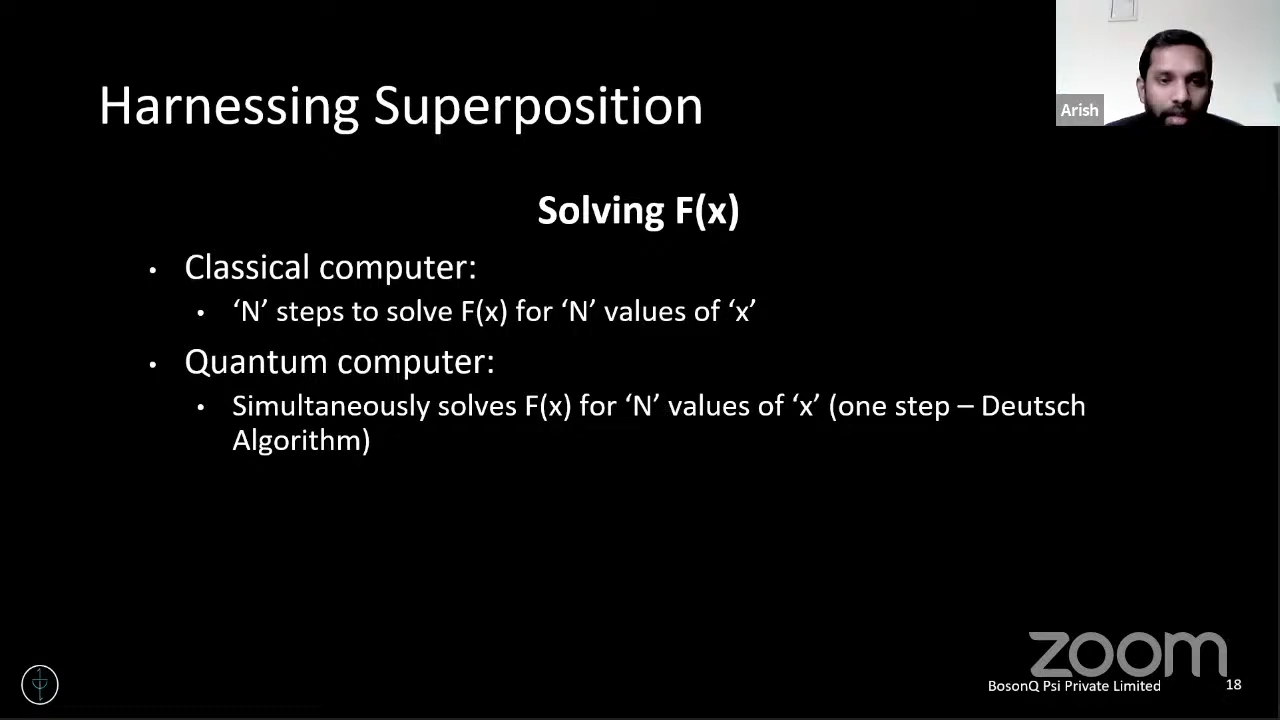 Harnessing Superposition
Arish
Solving F(x)
• Classical computer:
• ‘N’ steps to solve F(x) for ‘N’ values of ‘x’
• Quantum computer:
• Simultaneously solves F(x) for ‘N’ values of ‘x’ (one step – Deutsch
Algorithm)
zoom
BosonQ Psi Private Limited
18